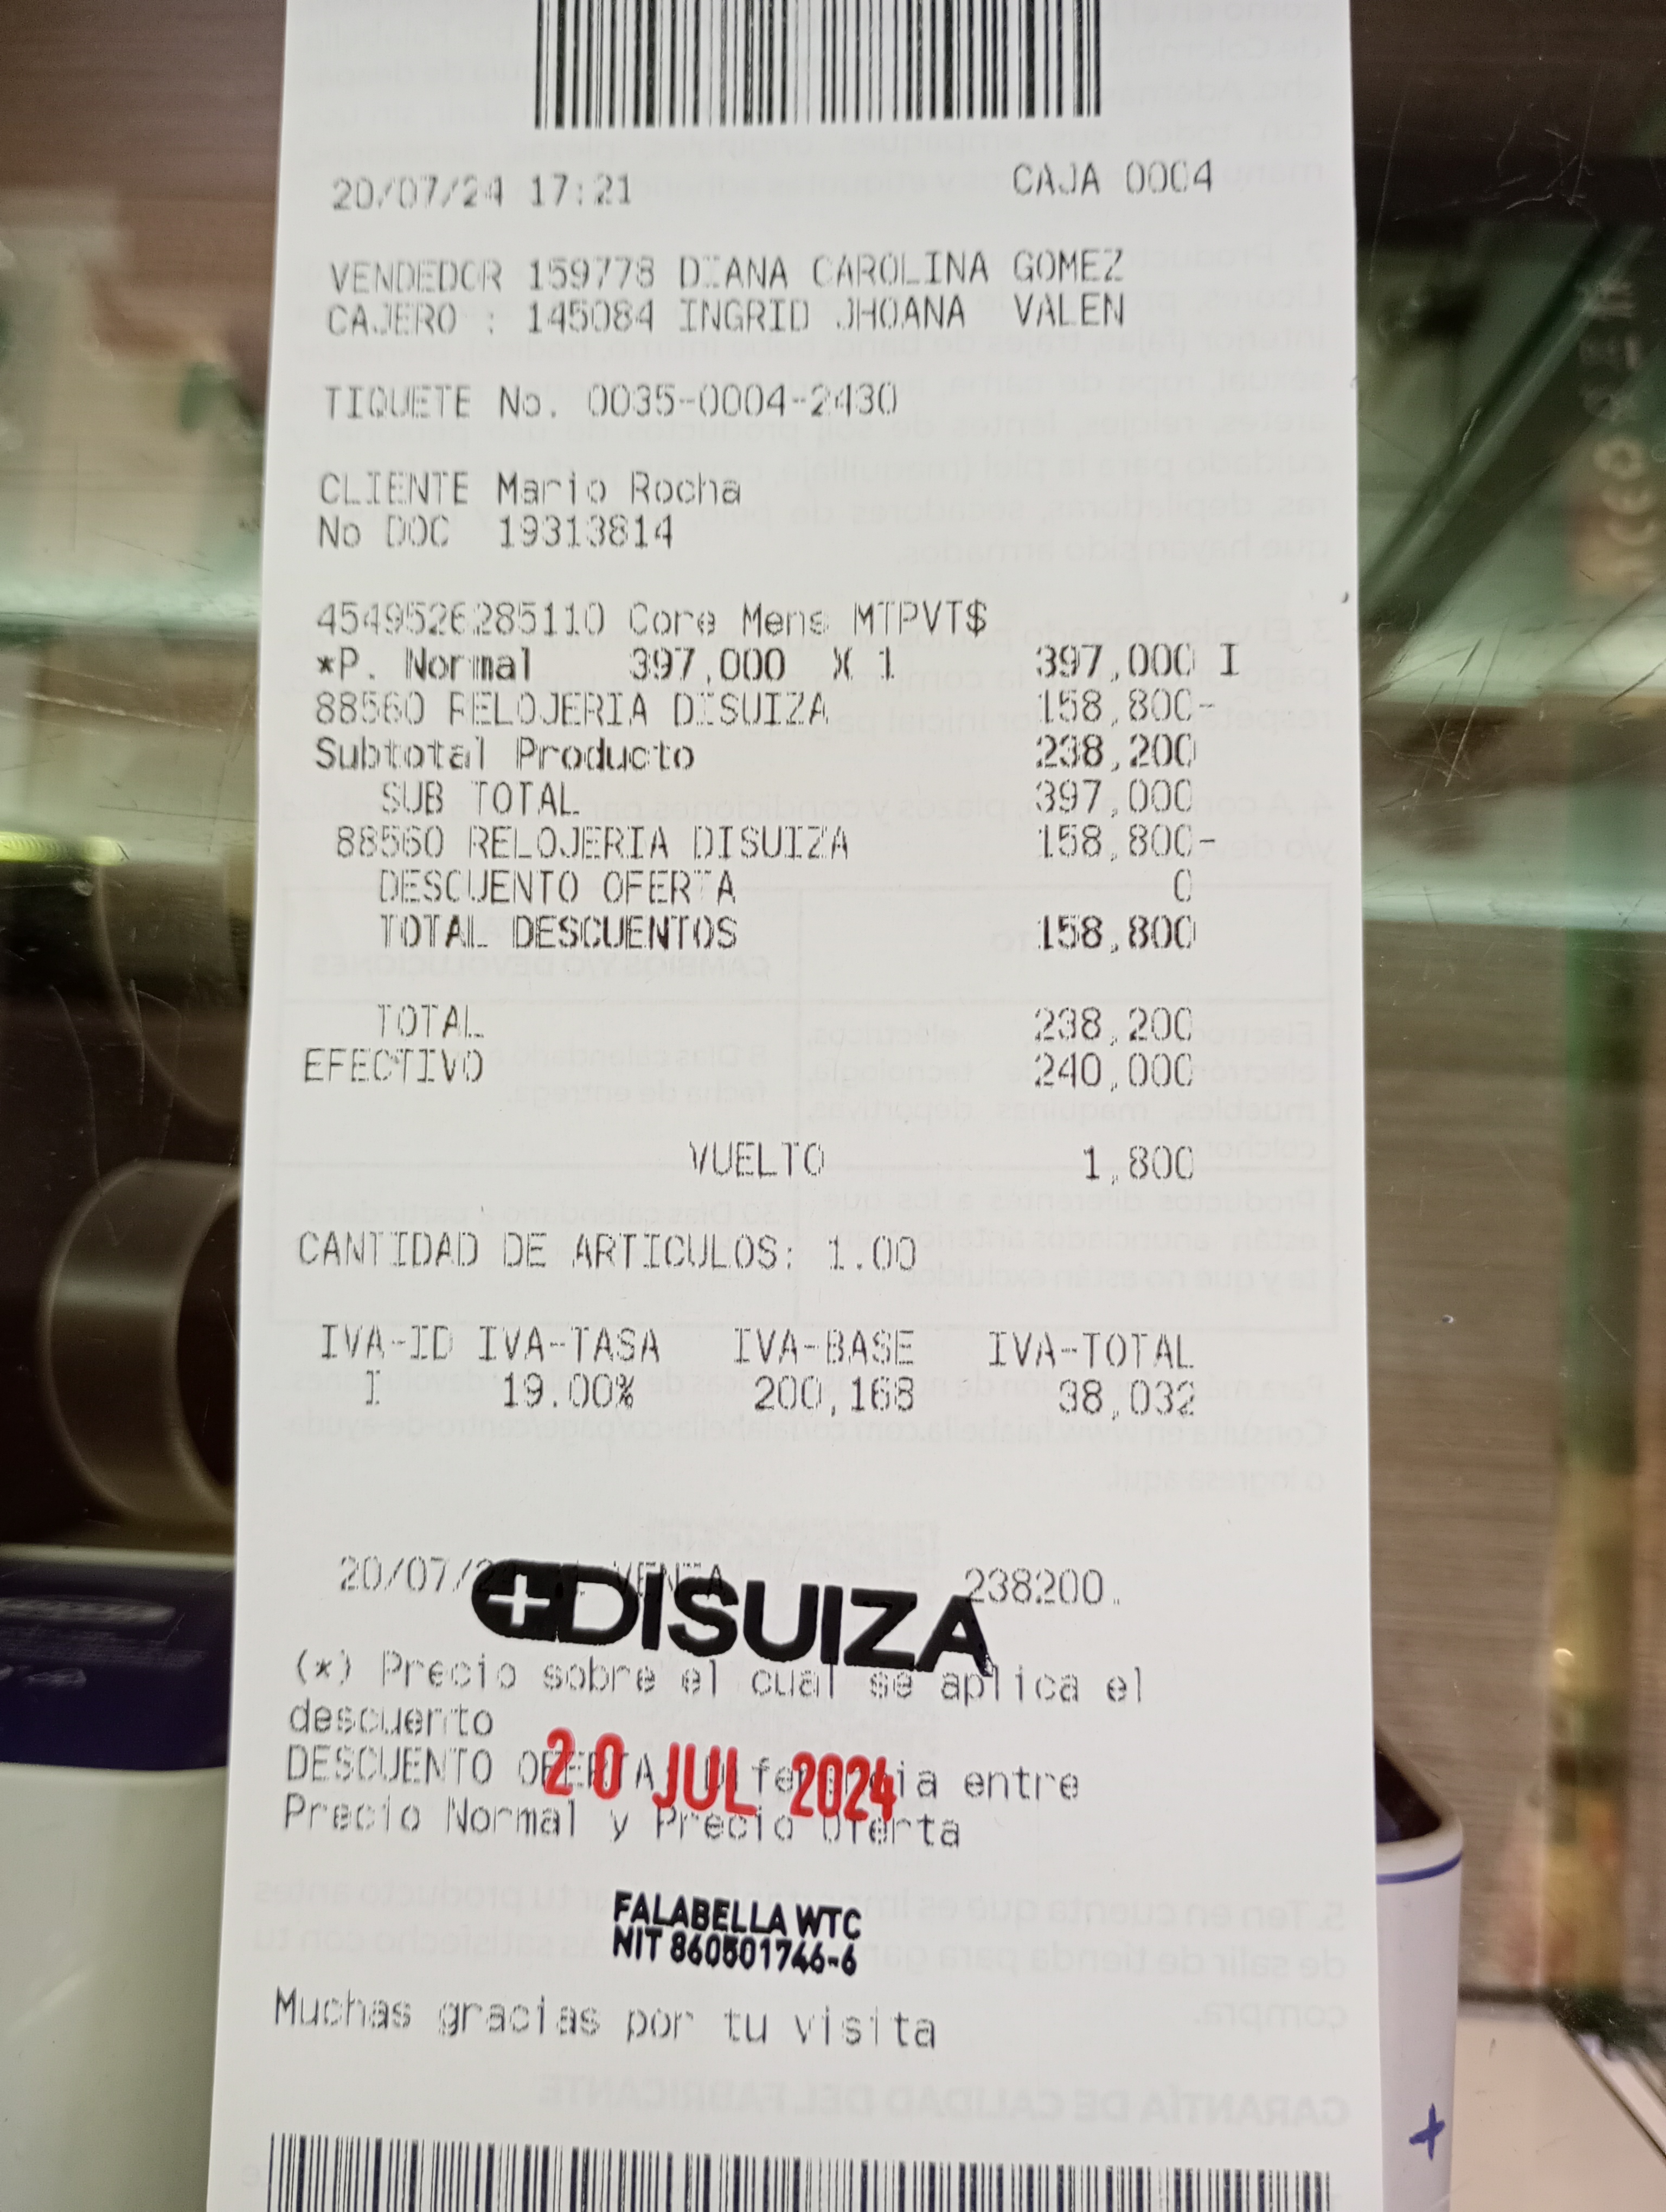 20/07/24 17:21 CAJA 0004
VENDEDOR 159778 DIANA CAROLINA GOMEZ
CAJERO : 145084 INGRID JHOANA VALEN
TIQUETE No. 0035-0004-2430
CLIENTE Mario Rocha
No DOC 19313814
4549526285110 Core Mens MTPVT$
*P. Normal 397,000 X 1 397,000 I
88560 RELOJERIA DISUIZA 158,800-
Subtotal Producto 238,200
SUB TOTAL 397,000
88560 RELOJERIA DISUIZA 158,800-
DESCUENTO OFERTA 0
TOTAL DESCUENTOS 158,800
TOTAL 238,200
EFECTIVO 240,000
VUELTO 1,800
CANTIDAD DE ARTICULOS: 1.00
IVA-ID IVA-TASA IVA-BASE IVA-TOTAL
I 19.00% 200,168 38,032
20/07/24 VENTA 238200.
DISUIZA
(*) Precio sobre el cual se aplica el
descuento
DESCUENTO OFERTA Diferencia entre
20 JUL 2024
Precio Normal y Precio Oferta
FALABELLA WTC
NIT 860501746-6
Muchas gracias por tu visita